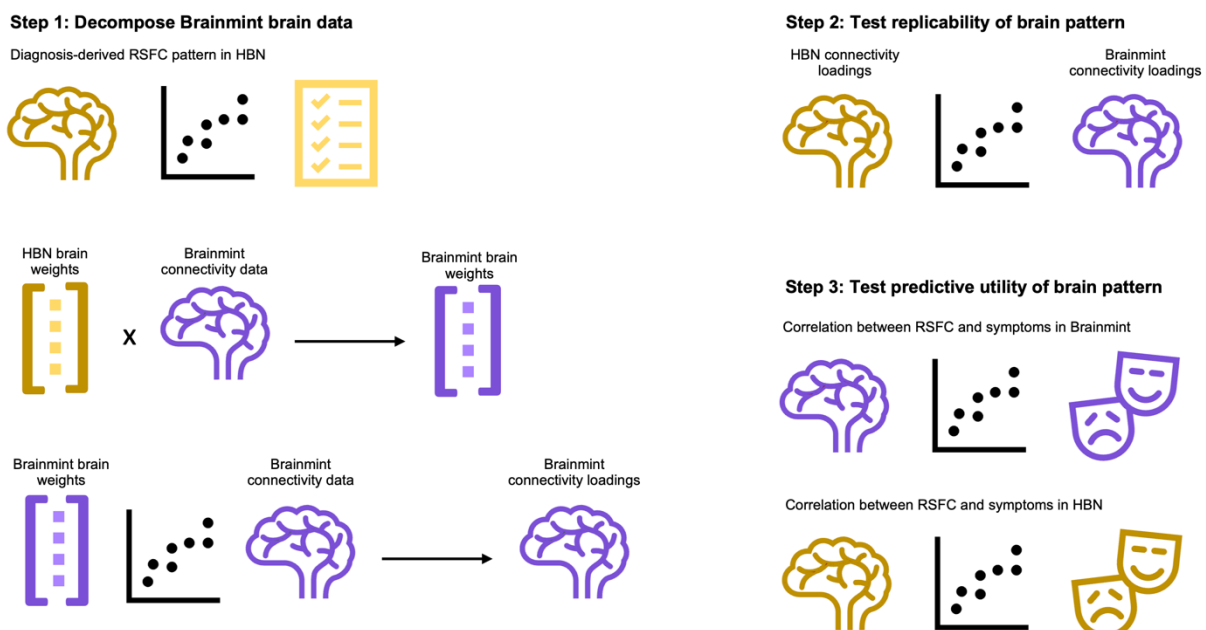 Step 1: Decompose Brainmint brain data
Diagnosis-derived RSFC pattern in HBN
HBN brain
weights
X
Brainmint
connectivity data
Brainmint brain
weights
Brainmint brain
weights
Brainmint
connectivity data
Brainmint
connectivity loadings
Step 2: Test replicability of brain pattern
HBN connectivity
loadings
Brainmint
connectivity loadings
Step 3: Test predictive utility of brain pattern
Correlation between RSFC and symptoms in Brainmint
Correlation between RSFC and symptoms in HBN